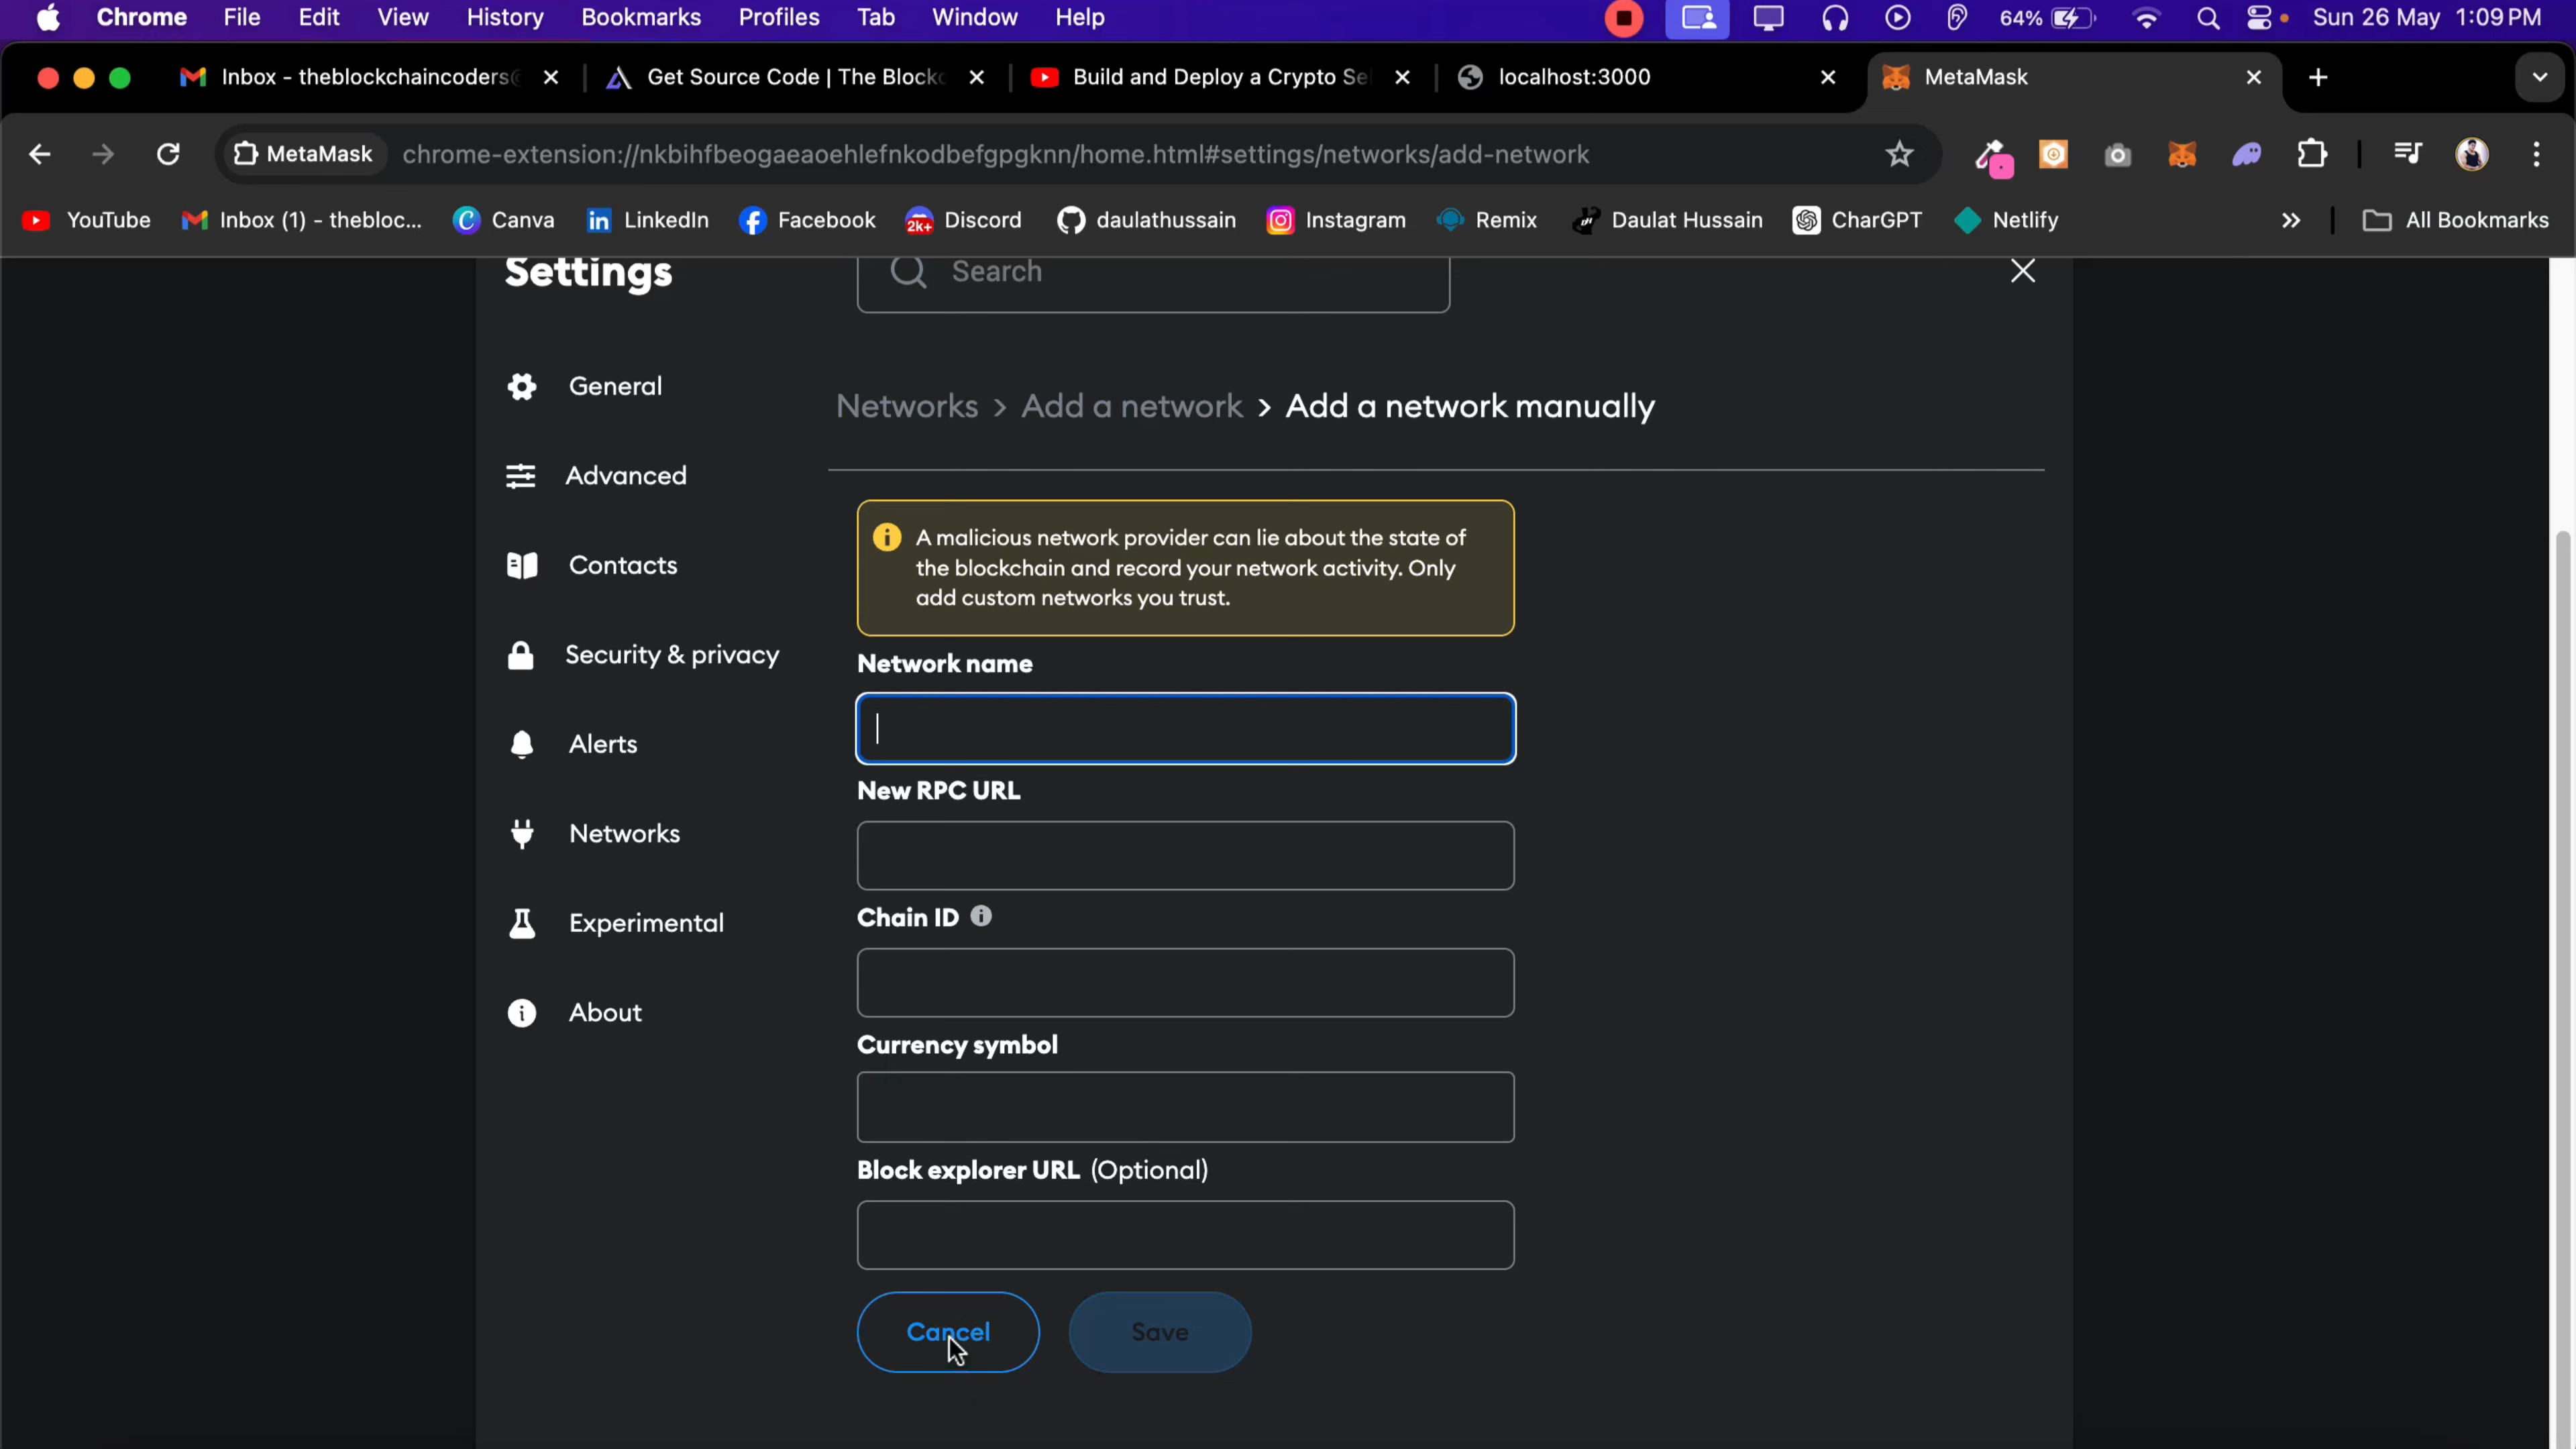 Chrome File Edit View History Bookmarks Profiles Tab Window Help 64% Sun 26 May 1:09 PM
Inbox - theblockchaincoders@ Get Source Code | The Blockc Build and Deploy a Crypto Sel localhost:3000 MetaMask
MetaMask chrome-extension://nkbihfbeogaeaoehlefnkodbefgpgknn/home.html#settings/networks/add-network
YouTube Inbox (1) - thebloc... Canva LinkedIn Facebook 2k+ Discord daulathussain Instagram Remix Daulat Hussain CharGPT Netlify All Bookmarks
Settings
Search
General
Advanced
Contacts
Security & privacy
Alerts
Networks
Experimental
About
Networks > Add a network > Add a network manually
A malicious network provider can lie about the state of
the blockchain and record your network activity. Only
add custom networks you trust.
Network name
New RPC URL
Chain ID
Currency symbol
Block explorer URL (Optional)
Cancel Save